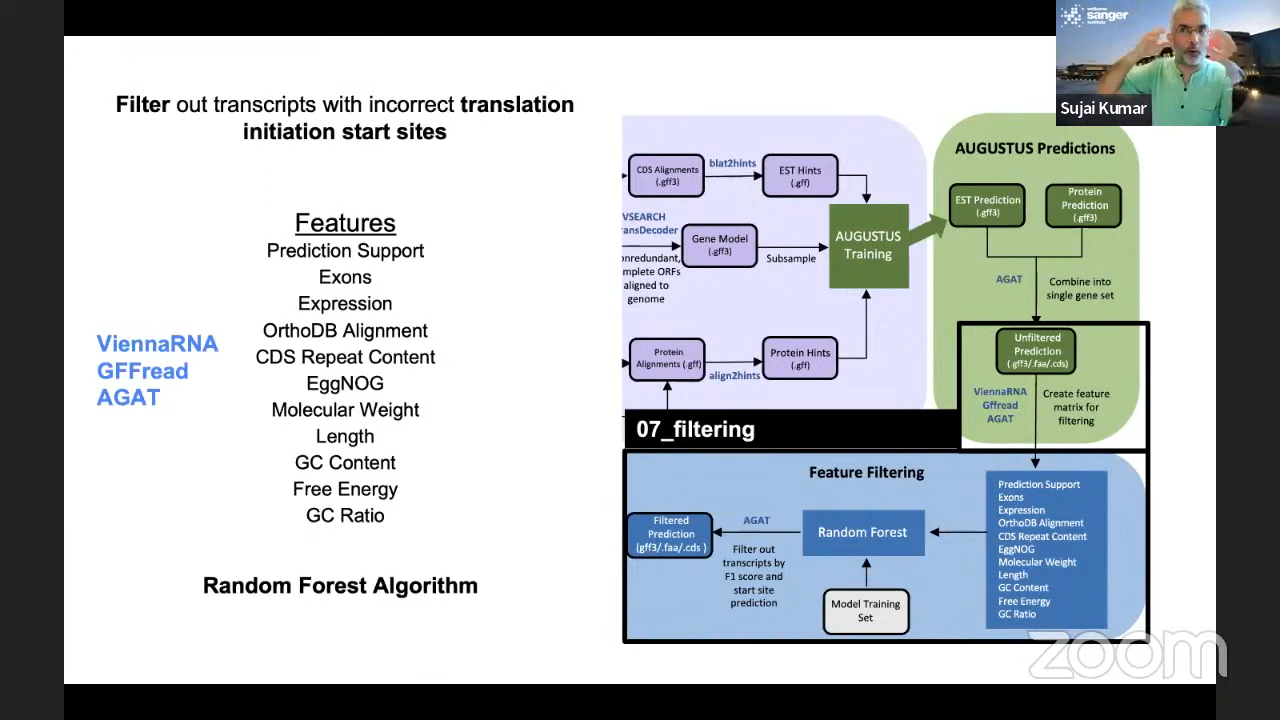 wellcome
sanger
institute
Sujai Kumar
Filter out transcripts with incorrect translation
initiation start sites
Features
Prediction Support
Exons
Expression
OrthoDB Alignment
CDS Repeat Content
EggNOG
Molecular Weight
Length
GC Content
Free Energy
GC Ratio
ViennaRNA
GFFread
AGAT
Random Forest Algorithm
CDS Alignments
(.gff3)
blat2hints
EST Hints
(.gff)
VSEARCH
ransDecoder
onredundant,
mplete ORFs
aligned to
genome
Gene Model
(.gff3)
Subsample
AUGUSTUS
Training
Protein
Alignments (.gff)
align2hints
Protein Hints
(.gff)
AUGUSTUS Predictions
EST Prediction
(.gff3)
Protein
Prediction
(.gff3)
AGAT
Combine into
single gene set
Unfiltered
Prediction
(.gff3/.faa/.cds)
ViennaRNA
Gffread
AGAT
Create feature
matrix for
filtering
07_filtering
Feature Filtering
Filtered
Prediction
(gff3/.faa/.cds )
AGAT
Filter out
transcripts by
F1 score and
start site
prediction
Random Forest
Model Training
Set
Prediction Support
Exons
Expression
OrthoDB Alignment
CDS Repeat Content
EggNOG
Molecular Weight
Length
GC Content
Free Energy
GC Ratio
zoom